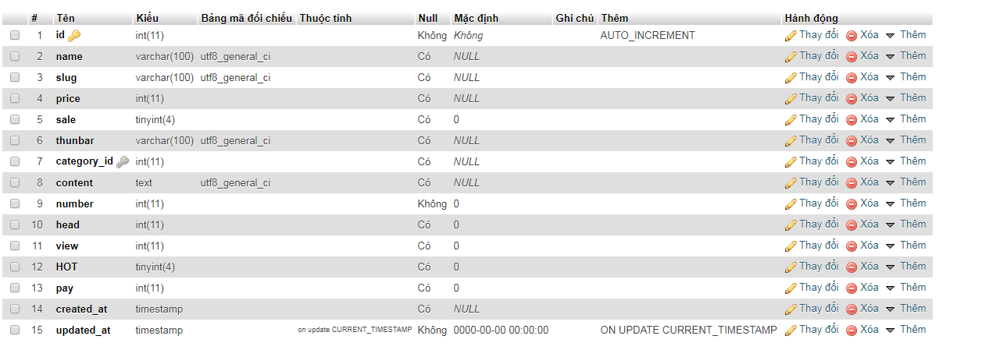 # Tên Kiểu Bảng mã đối chiếu Thuộc tính Null Mặc định Ghi chú Thêm Hành động
1 id int(11) Không Không AUTO_INCREMENT Thay đổi Xóa Thêm
2 name varchar(100) utf8_general_ci Có NULL Thay đổi Xóa Thêm
3 slug varchar(100) utf8_general_ci Có NULL Thay đổi Xóa Thêm
4 price int(11) Có NULL Thay đổi Xóa Thêm
5 sale tinyint(4) Có 0 Thay đổi Xóa Thêm
6 thunbar varchar(100) utf8_general_ci Có NULL Thay đổi Xóa Thêm
7 category_id int(11) Có NULL Thay đổi Xóa Thêm
8 content text utf8_general_ci Có NULL Thay đổi Xóa Thêm
9 number int(11) Không 0 Thay đổi Xóa Thêm
10 head int(11) Có 0 Thay đổi Xóa Thêm
11 view int(11) Có 0 Thay đổi Xóa Thêm
12 HOT tinyint(4) Có 0 Thay đổi Xóa Thêm
13 pay int(11) Có 0 Thay đổi Xóa Thêm
14 created_at timestamp Có NULL Thay đổi Xóa Thêm
15 updated_at timestamp on update CURRENT_TIMESTAMP Không 0000-00-00 00:00:00 ON UPDATE CURRENT_TIMESTAMP Thay đổi Xóa Thêm